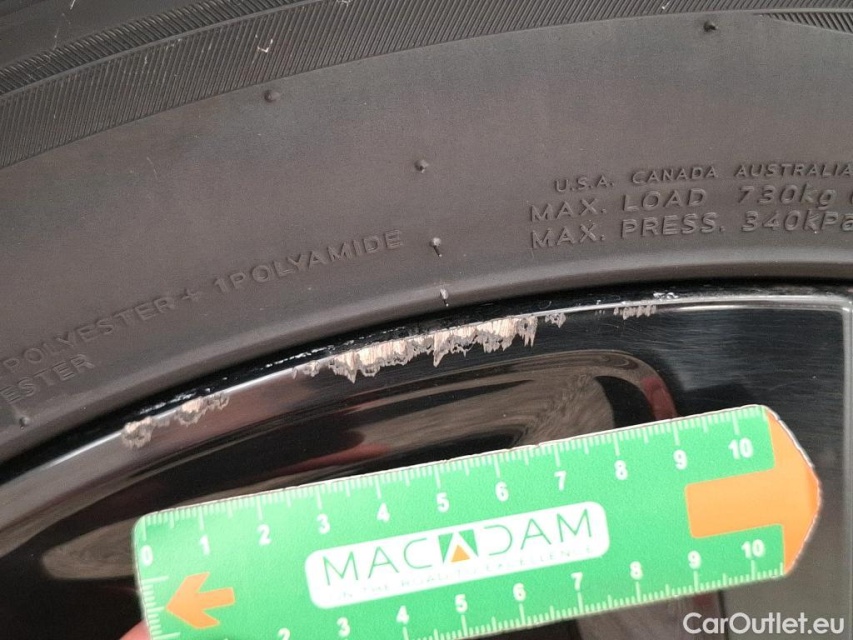 U.S.A. CANADA AUSTRALIA
MAX. LOAD 730kg
MAX. PRESS. 340kPa
POLYESTER + 1POLYAMIDE
ESTER
0 1 2 3 4 5 6 7 8 9 10
MACADAM
2 3 4 5 6 7 8 9 10
CarOutlet.eu